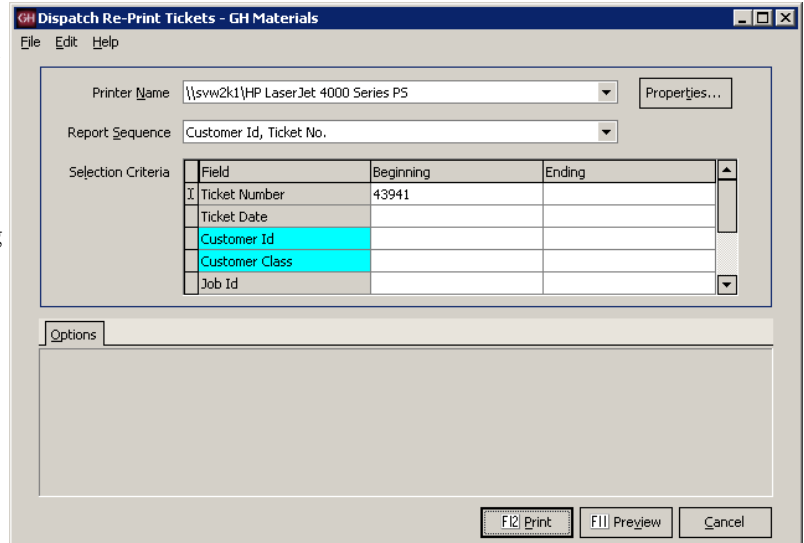 GH Dispatch Re-Print Tickets - GH Materials
File Edit Help
Printer Name \\svw2k1\HP LaserJet 4000 Series PS Properties...
Report Sequence Customer Id, Ticket No.
Selection Criteria Field Beginning Ending
Ticket Number 43941
Ticket Date
Customer Id
Customer Class
Job Id
Options
F12 Print F11 Preview Cancel